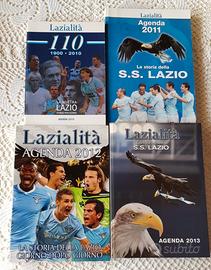 Lazialità
110
1900 - 2010
LAZIO
AGENDA 2010
Lazialità
Agenda
2011
La storia della
S.S. LAZIO
Lazialità
AGENDA 2012
LA STORIA DELLA LAZIO
GIORNO DOPO GIORNO
Lazialità
S.S. LAZIO
AGENDA 2013
subito